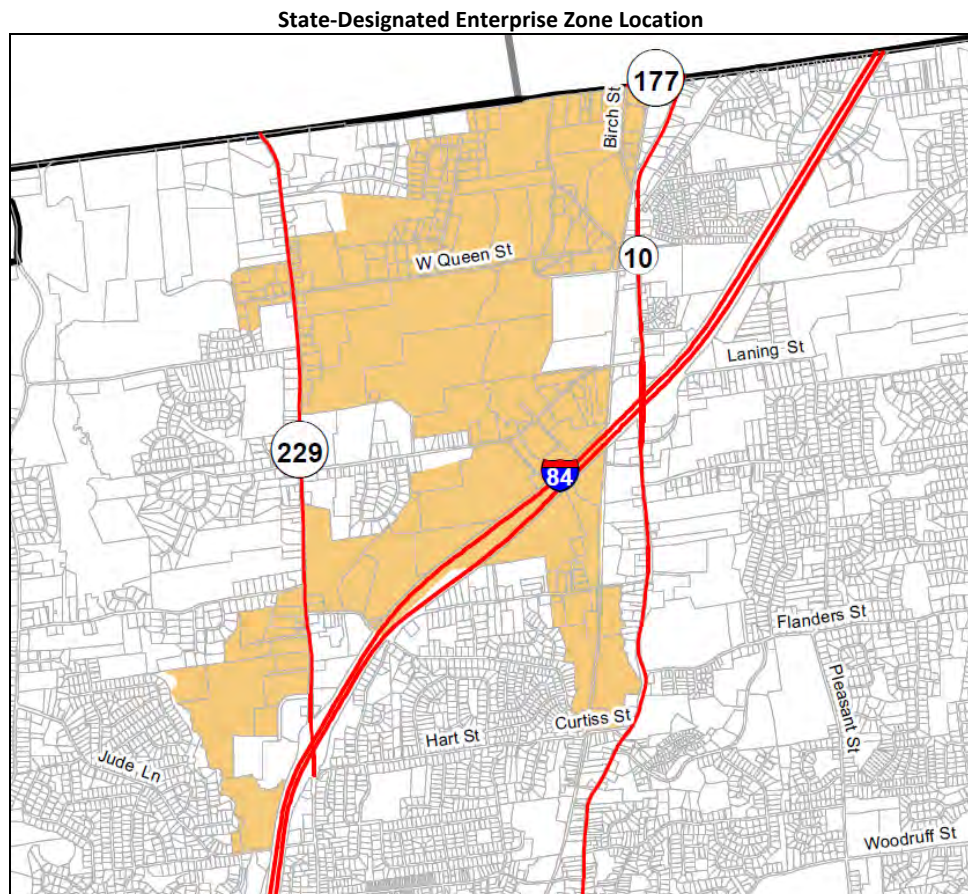 State-Designated Enterprise Zone Location
177
Birch St
W Queen St
10
Laning St
229
84
Flanders St
Pleasant St
Curtiss St
Hart St
Jude Ln
Woodruff St